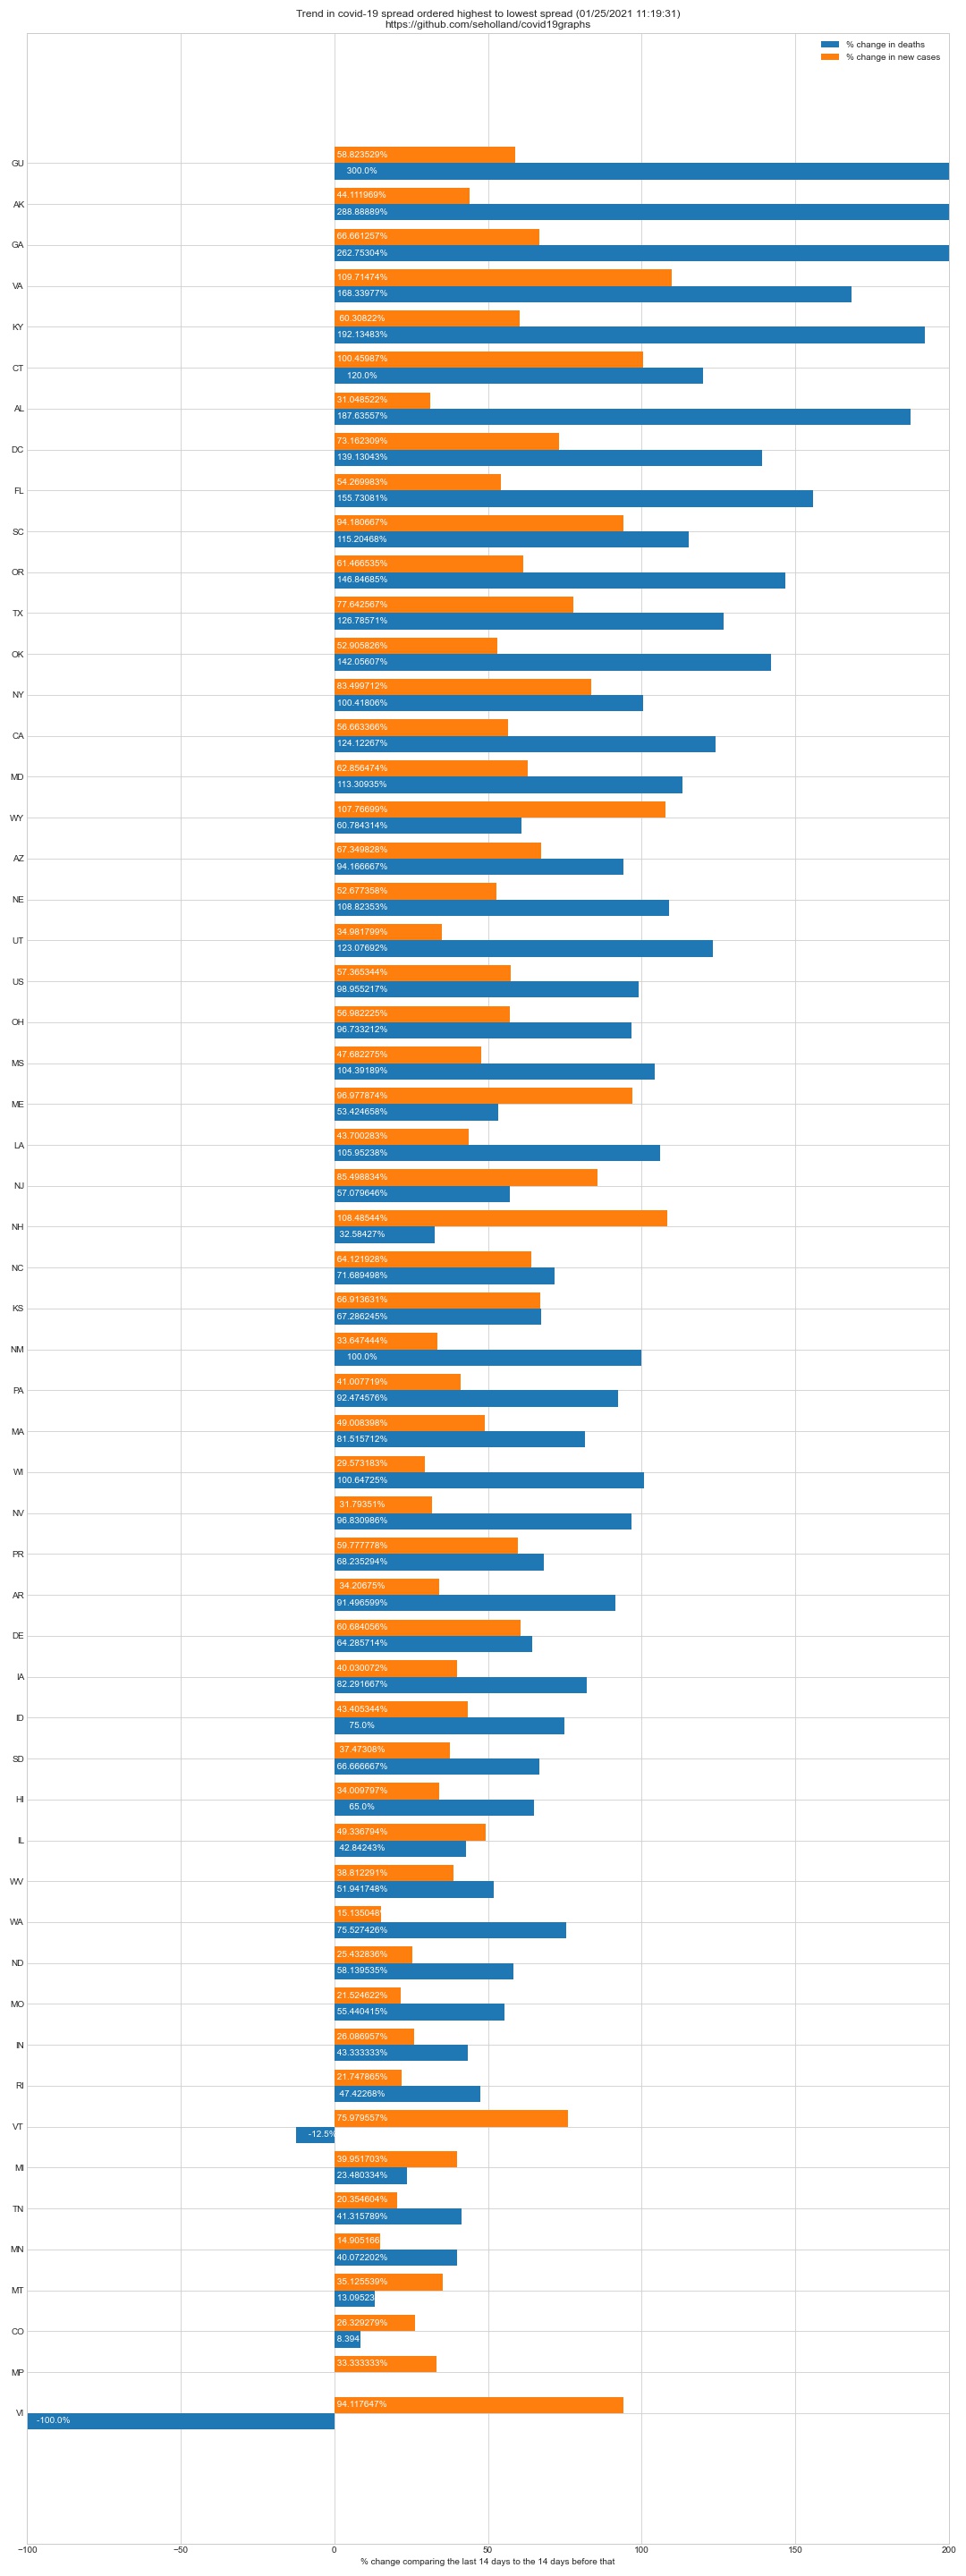 Trend in covid-19 spread ordered highest to lowest spread (01/25/2021 11:19:31)
https://github.com/seholland/covid19graphs
% change in deaths
% change in new cases
58.823529%
GU
300.0%
44.111969%
AK
288.88889%
66.661257%
GA
262.75304%
109.71474%
VA
168.33977%
60.30822%
KY
192.13483%
100.45987%
CT
120.0%
31.048522%
AL
187.63557%
73.162309%
DC
139.13043%
54.269983%
FL
155.73081%
94.180667%
SC
115.20468%
61.466535%
OR
146.84685%
77.642567%
TX
126.78571%
52.905826%
OK
142.05607%
83.499712%
NY
100.41806%
56.663366%
CA
124.12267%
62.856474%
MD
113.30935%
107.76699%
WY
60.784314%
67.349828%
AZ
94.166667%
52.677358%
NE
108.82353%
34.981799%
UT
123.07692%
57.365344%
US
98.955217%
56.982225%
OH
96.733212%
47.682275%
MS
104.39189%
96.977874%
ME
53.424658%
43.700283%
LA
105.95238%
85.498834%
NJ
57.079646%
108.48544%
NH
32.58427%
64.121928%
NC
71.689498%
66.913631%
KS
67.286245%
33.647444%
NM
100.0%
41.007719%
PA
92.474576%
49.008398%
MA
81.515712%
29.573183%
WI
100.64725%
31.79351%
NV
96.830986%
59.777778%
PR
68.235294%
34.20675%
AR
91.496599%
60.684056%
DE
64.285714%
40.030072%
IA
82.291667%
43.405344%
ID
75.0%
37.47308%
SD
66.666667%
34.009797%
HI
65.0%
49.336794%
IL
42.84243%
38.812291%
WV
51.941748%
15.135048%
WA
75.527426%
25.432836%
ND
58.139535%
21.524622%
MO
55.440415%
26.086957%
IN
43.333333%
21.747865%
RI
47.42268%
75.979557%
VT
-12.5%
39.951703%
MI
23.480334%
20.354604%
TN
41.315789%
14.905166
MN
40.072202%
35.125539%
MT
13.09523
26.329279%
CO
8.394
33.333333%
MP
94.117647%
VI
-100.0%
−100 −50 0 50 100 150 200
% change comparing the last 14 days to the 14 days before that